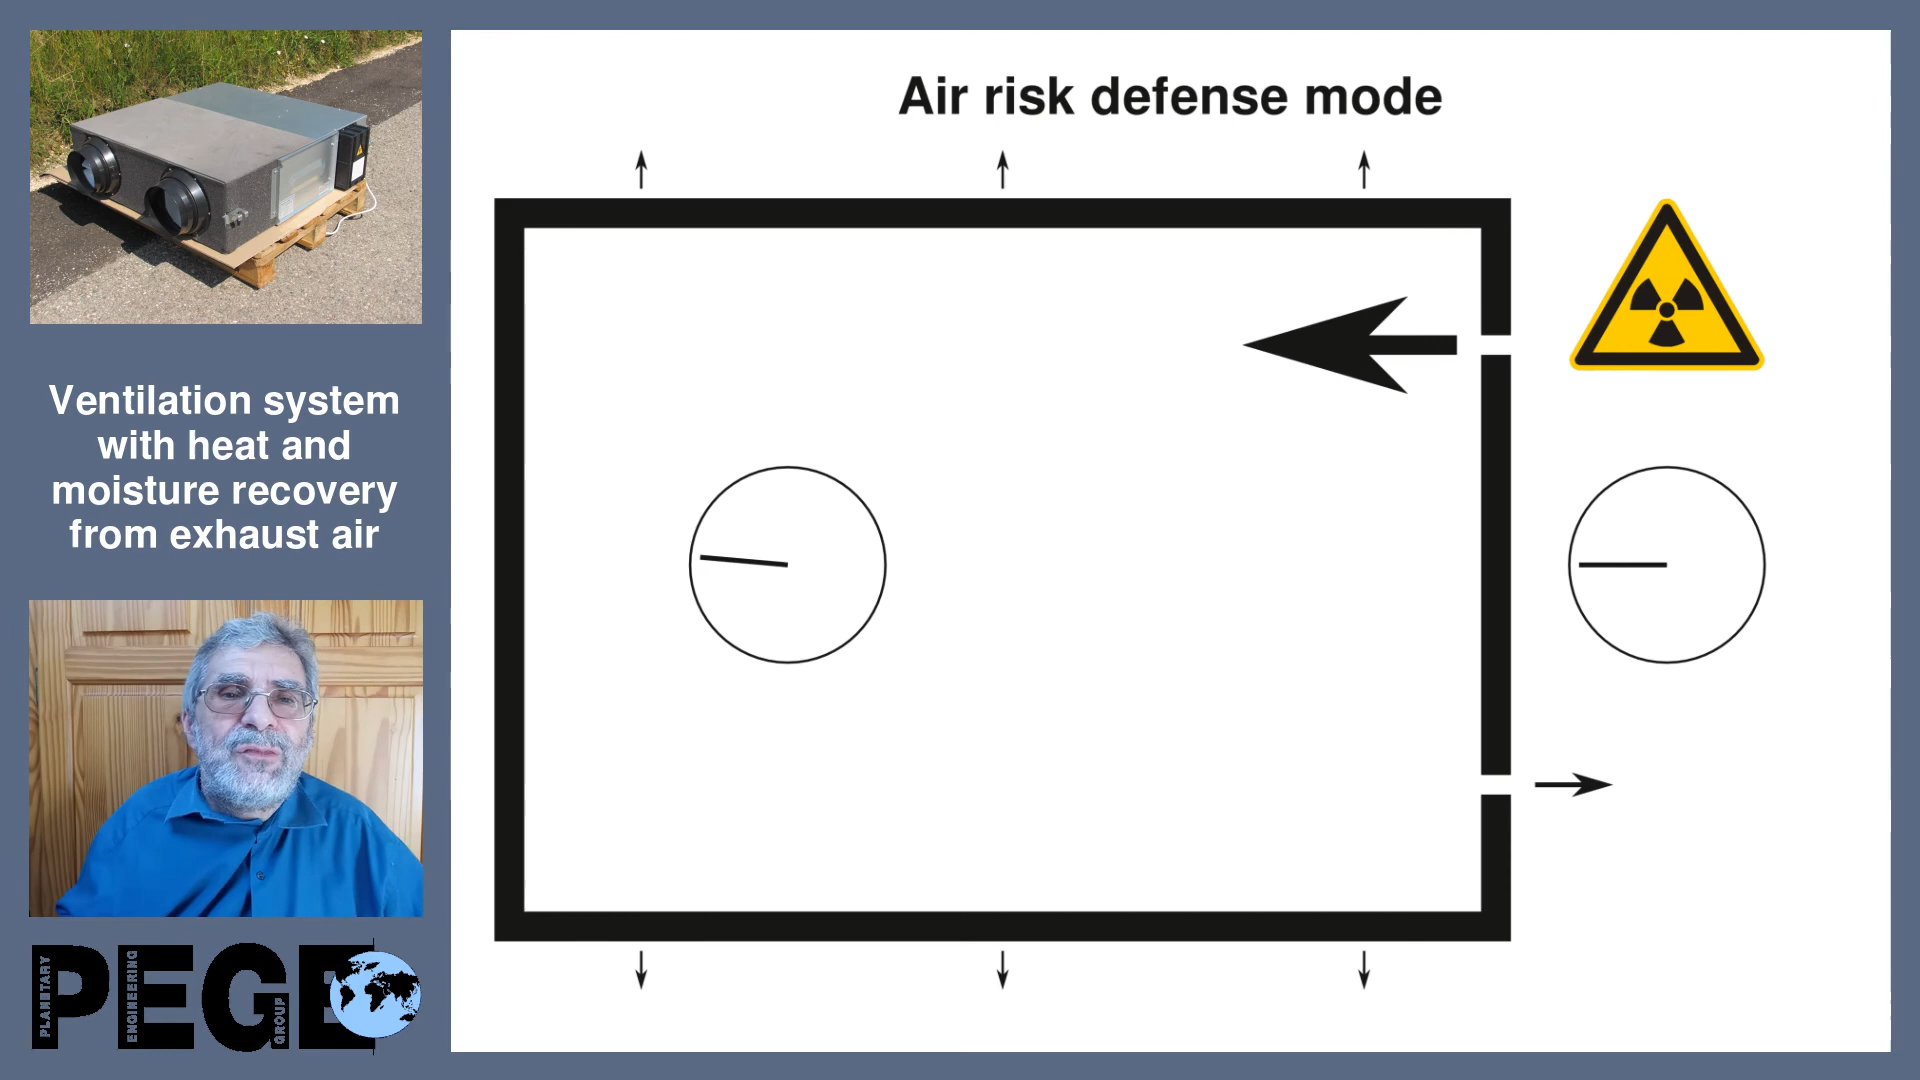 Air risk defense mode
Ventilation system
with heat and
moisture recovery
from exhaust air
PEGE
PLANETARY
ENGINEERING
GROUP